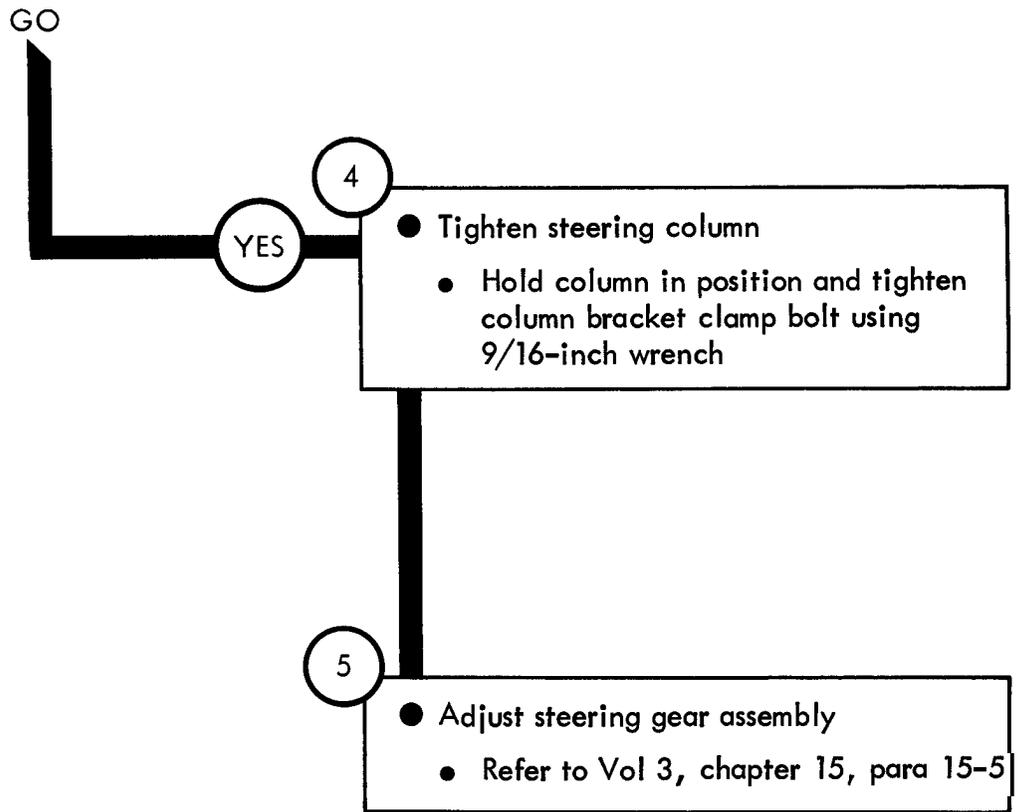 GO
4
YES
● Tighten steering column
● Hold column in position and tighten
column bracket clamp bolt using
9/16-inch wrench
5
● Adjust steering gear assembly
● Refer to Vol 3, chapter 15, para 15-5